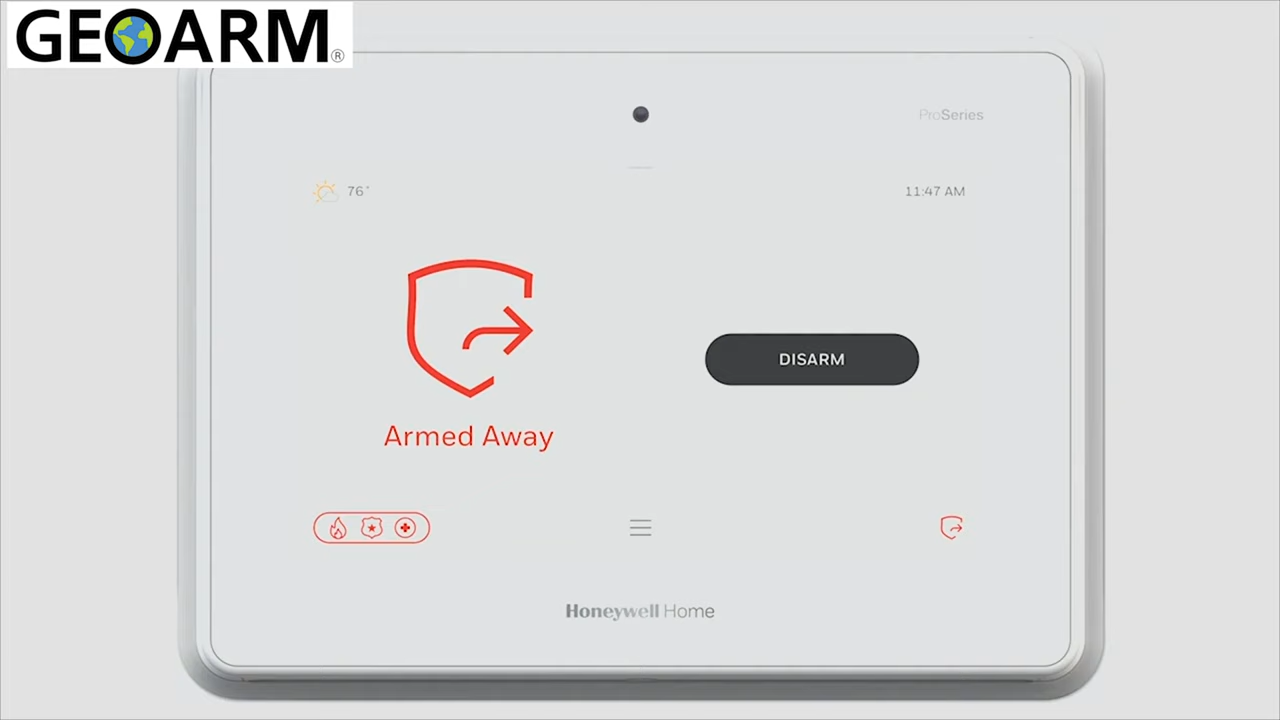 GEOARM®
ProSeries
76°
11:47 AM
DISARM
Armed Away
Honeywell Home